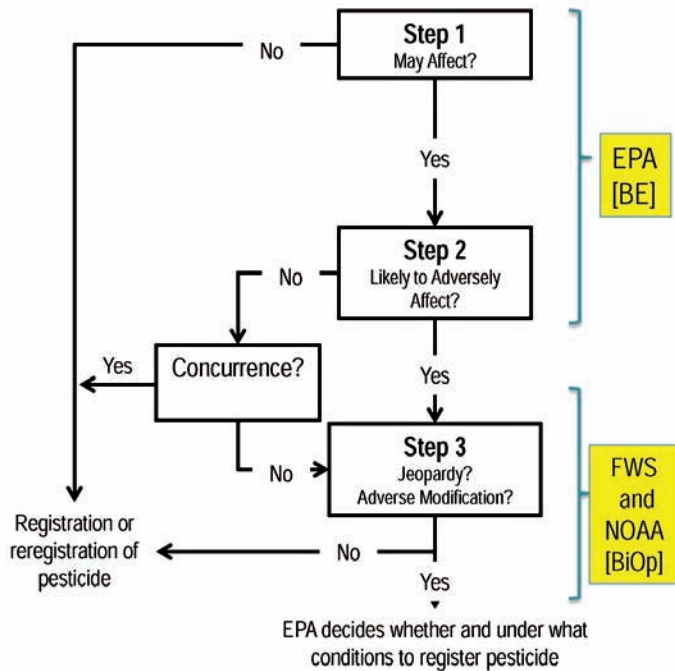 Step 1
May Affect?
No
Yes
EPA
[BE]
Step 2
Likely to Adversely
Affect?
No
Concurrence?
Yes
Yes
Step 3
Jeopardy?
Adverse Modification?
No
FWS
and
NOAA
[BiOp]
Registration or
reregistration of
pesticide
No
Yes
EPA decides whether and under what
conditions to register pesticide